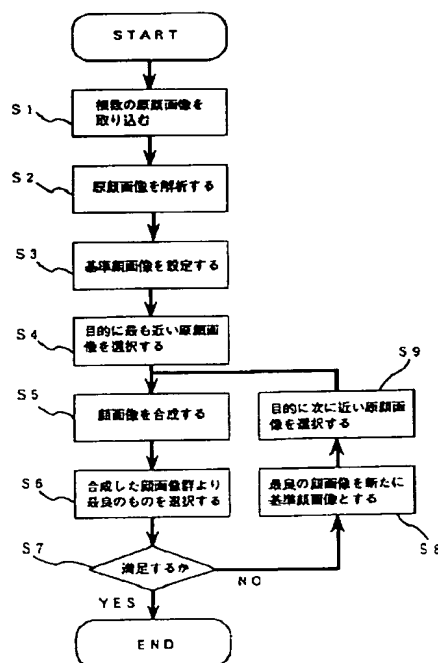 START
S1
複数の原顔画像を
取り込む
S2
原顔画像を解析する
S3
基準顔画像を設定する
S4
目的に最も近い原顔画
像を選択する
S5
顔画像を合成する
S6
合成した顔画像群より
最良のものを選択する
S7
満足するか
NO
YES
END
S9
目的に次に近い原顔画
像を選択する
最良の顔画像を新たに
基準顔画像とする
S8